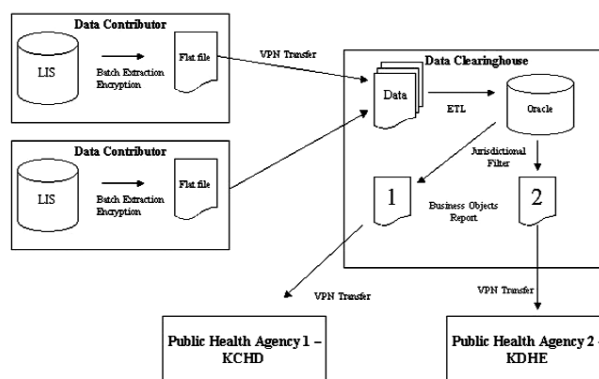 Data Contributor
LIS
Batch Extraction
Encryption
Flat file
VPN Transfer
Data Clearinghouse
Data
ETL
Oracle
Data Contributor
LIS
Batch Extraction
Encryption
Flat file
Jurisdictional
Filter
1
Business Objects
Report
2
VPN Transfer
VPN Transfer
Public Health Agency 1 –
KCHD
Public Health Agency 2 -
KDHE